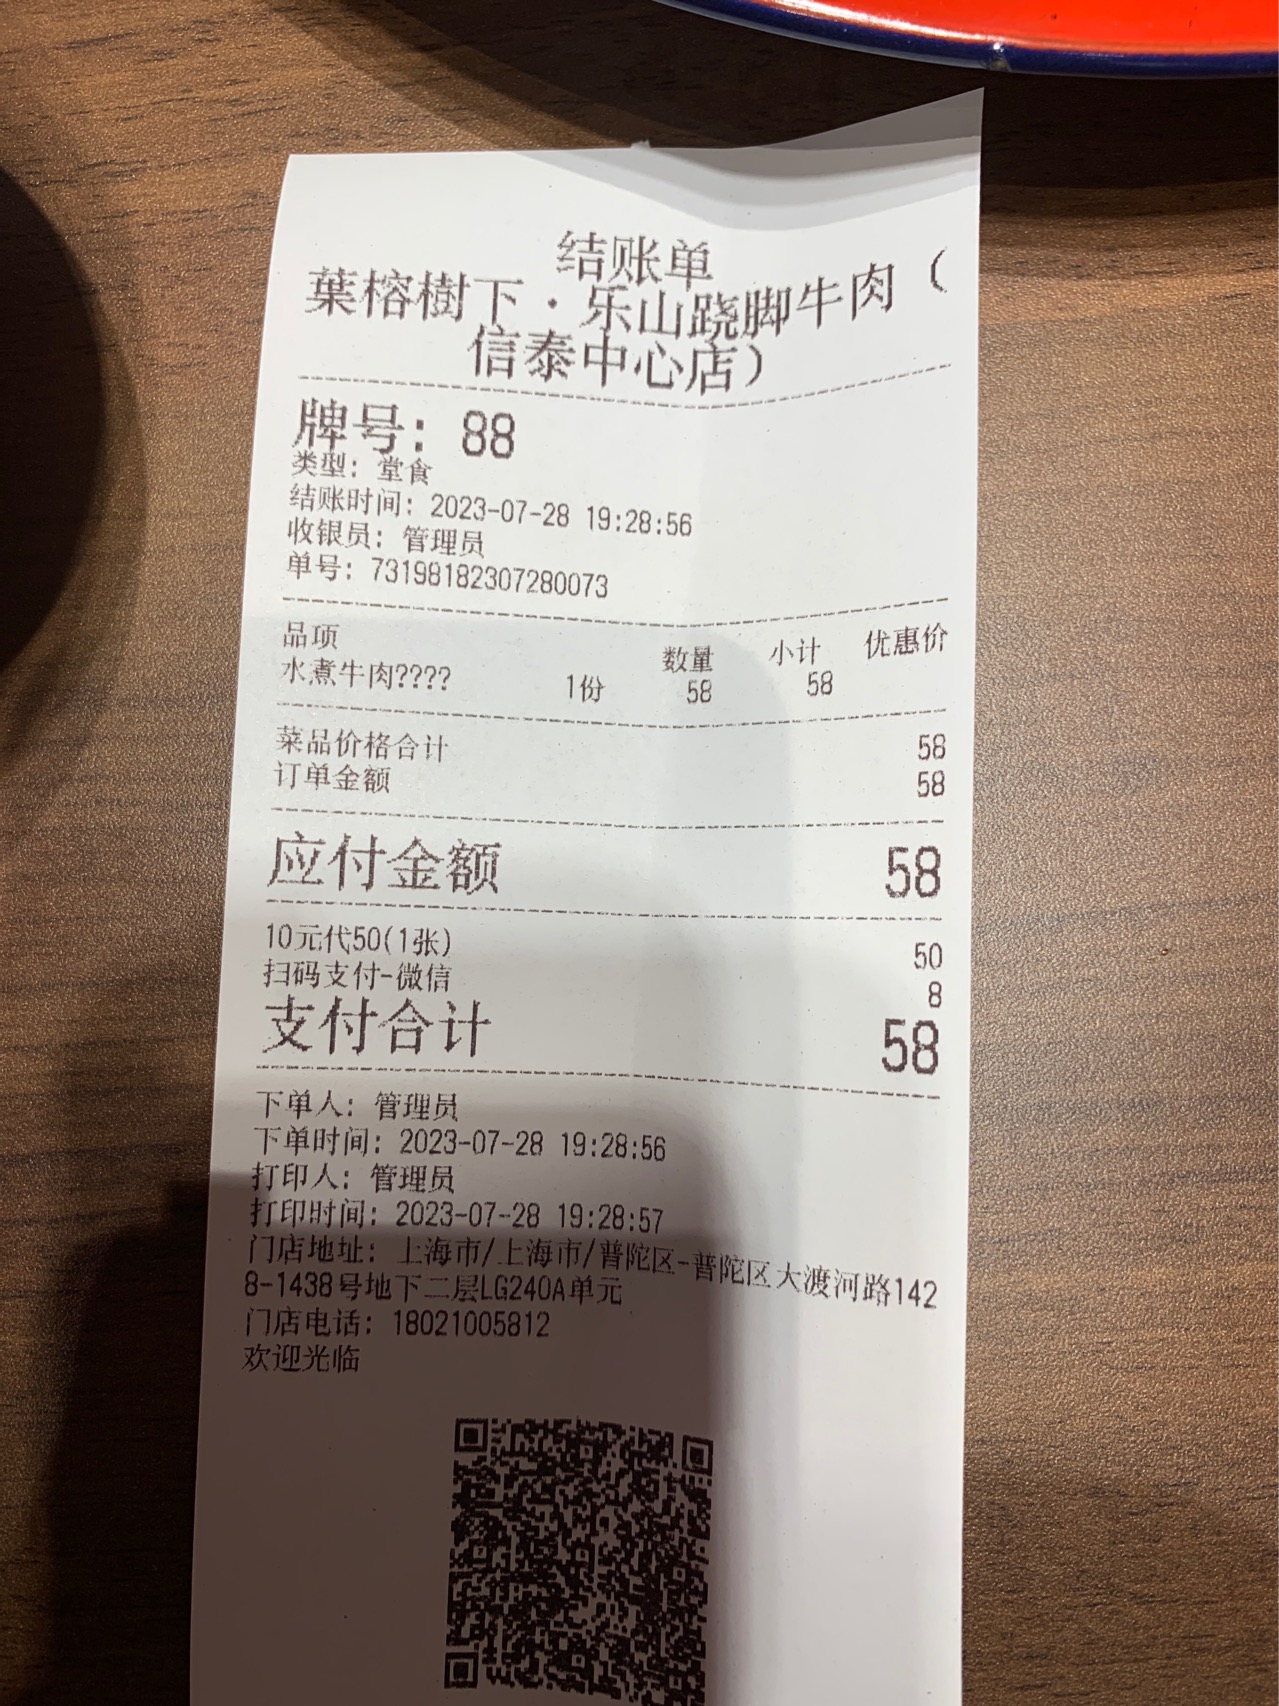 结账单
葉榕樹下·乐山跷脚牛肉（
信泰中心店）
牌号：88
类型：堂食
结账时间：2023-07-28 19:28:56
收银员：管理员
单号：73198182307280073
品项 数量 小计 优惠价
水煮牛肉???? 1份 58 58
菜品价格合计 58
订单金额 58
应付金额 58
10元代50(1张) 50
扫码支付-微信 8
支付合计 58
下单人：管理员
下单时间：2023-07-28 19:28:56
打印人：管理员
打印时间：2023-07-28 19:28:57
门店地址：上海市/上海市/普陀区-普陀区大渡河路142
8-1438号地下二层LG240A单元
门店电话：18021005812
欢迎光临